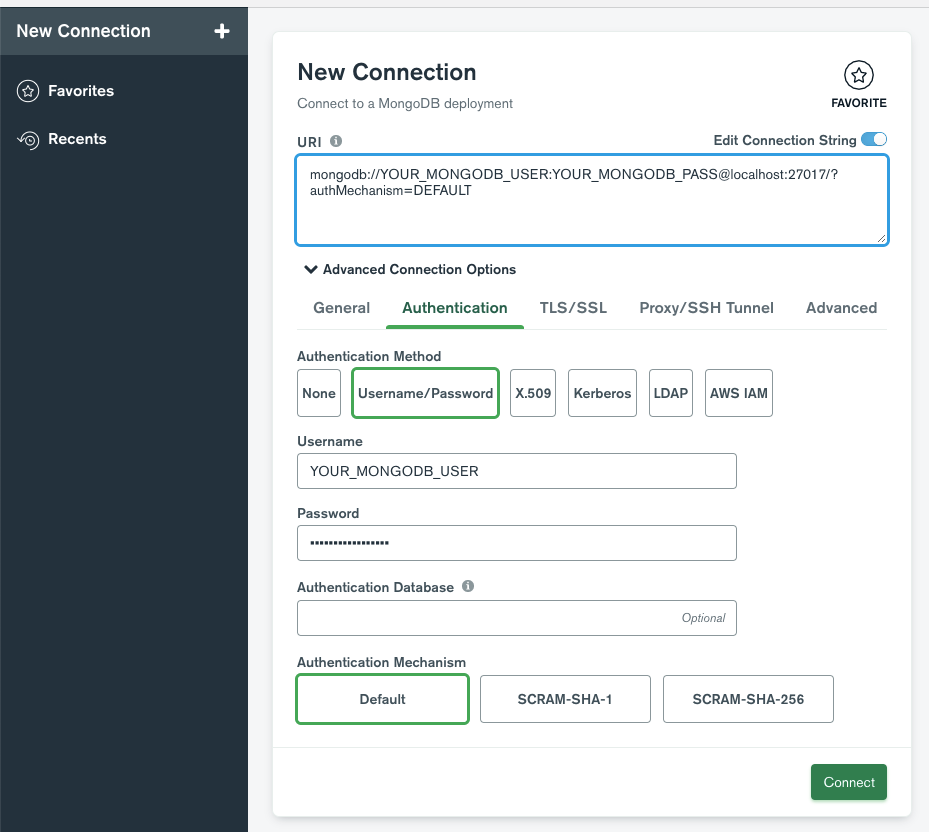 New Connection +
Favorites
Recents
New Connection
Connect to a MongoDB deployment
FAVORITE
URI
Edit Connection String
mongodb://YOUR_MONGODB_USER:YOUR_MONGODB_PASS@localhost:27017/?
authMechanism=DEFAULT
Advanced Connection Options
General Authentication TLS/SSL Proxy/SSH Tunnel Advanced
Authentication Method
None Username/Password X.509 Kerberos LDAP AWS IAM
Username
YOUR_MONGODB_USER
Password
•••••••••••••••••
Authentication Database
Optional
Authentication Mechanism
Default SCRAM-SHA-1 SCRAM-SHA-256
Connect